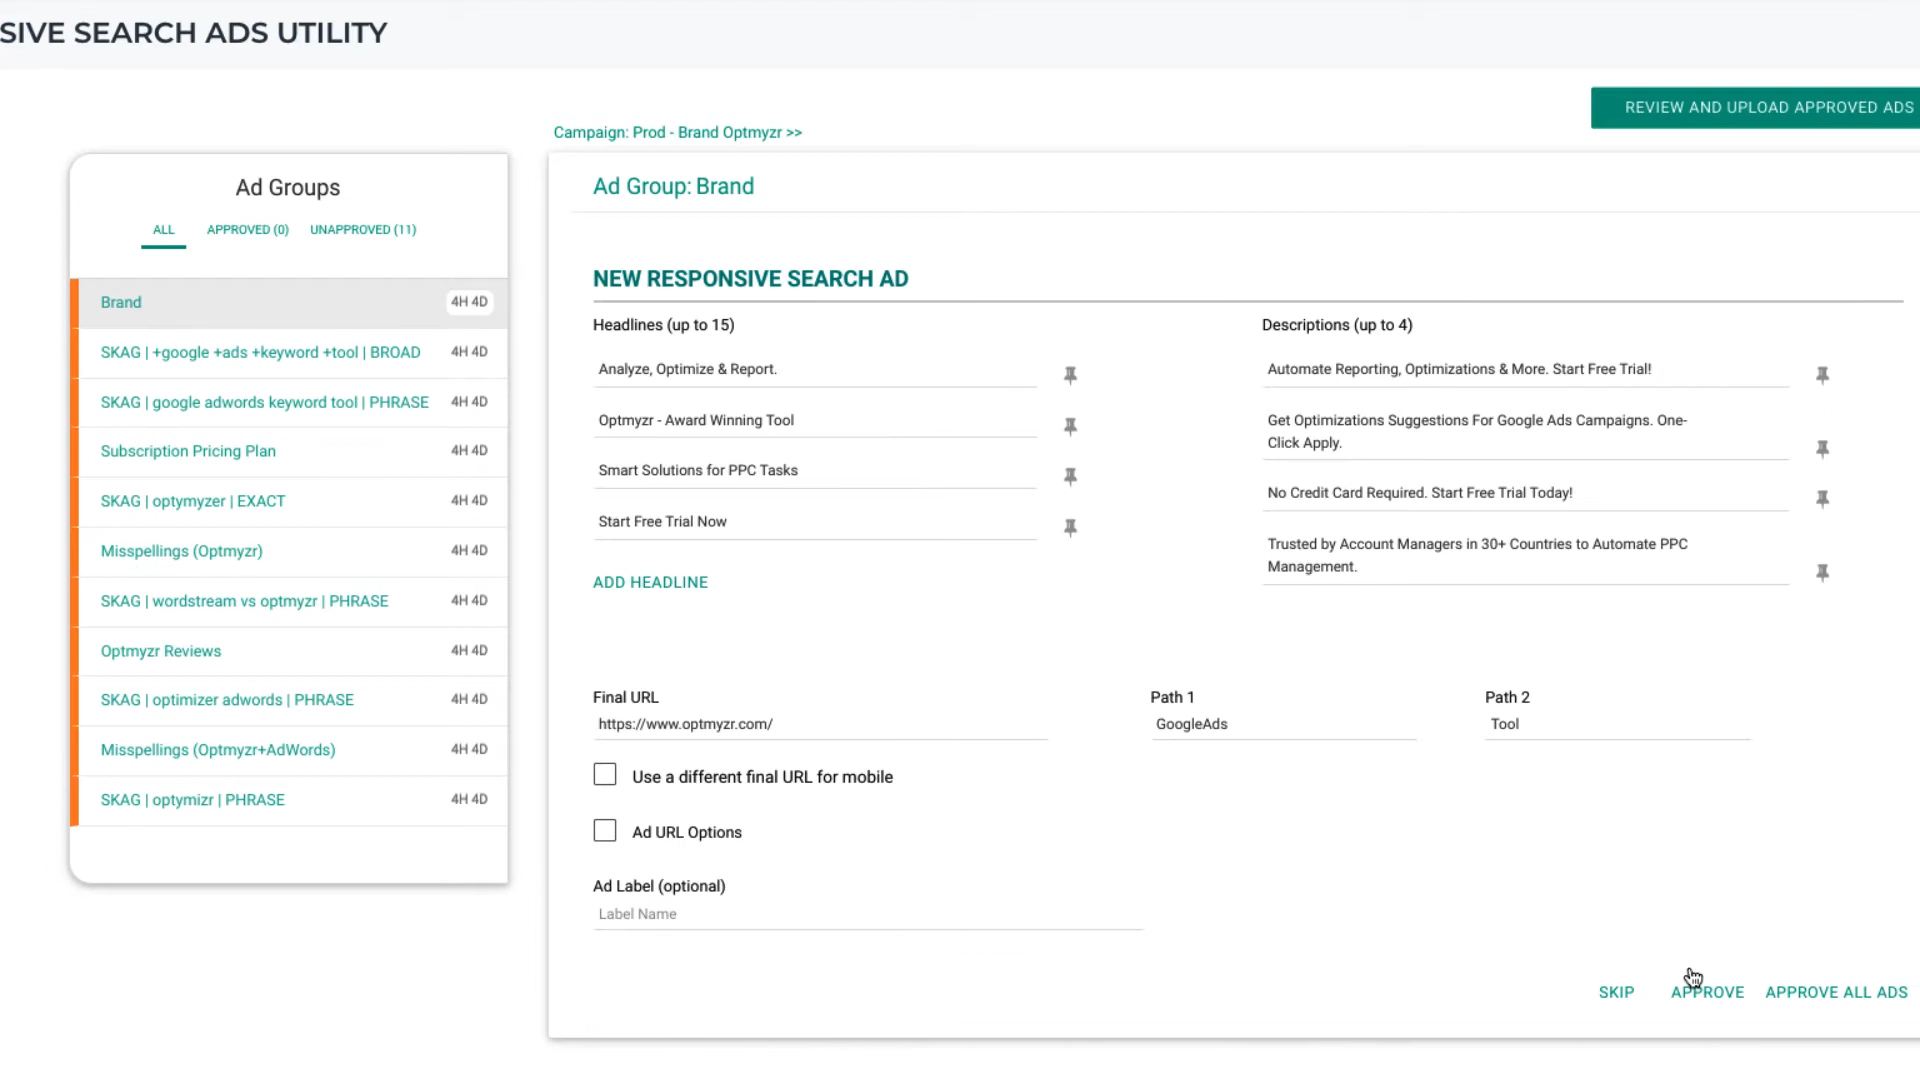 SIVE SEARCH ADS UTILITY
REVIEW AND UPLOAD APPROVED ADS
Campaign: Prod - Brand Optmyzr >>
Ad Groups
ALL APPROVED (0) UNAPPROVED (11)
Brand 4H 4D
SKAG | +google +ads +keyword +tool | BROAD 4H 4D
SKAG | google adwords keyword tool | PHRASE 4H 4D
Subscription Pricing Plan 4H 4D
SKAG | optymyzer | EXACT 4H 4D
Misspellings (Optmyzr) 4H 4D
SKAG | wordstream vs optmyzr | PHRASE 4H 4D
Optmyzr Reviews 4H 4D
SKAG | optimizer adwords | PHRASE 4H 4D
Misspellings (Optmyzr+AdWords) 4H 4D
SKAG | optymizr | PHRASE 4H 4D
Ad Group: Brand
NEW RESPONSIVE SEARCH AD
Headlines (up to 15)
Analyze, Optimize & Report.
Optmyzr - Award Winning Tool
Smart Solutions for PPC Tasks
Start Free Trial Now
ADD HEADLINE
Descriptions (up to 4)
Automate Reporting, Optimizations & More. Start Free Trial!
Get Optimizations Suggestions For Google Ads Campaigns. One-
Click Apply.
No Credit Card Required. Start Free Trial Today!
Trusted by Account Managers in 30+ Countries to Automate PPC
Management.
Final URL
https://www.optmyzr.com/
Path 1
GoogleAds
Path 2
Tool
Use a different final URL for mobile
Ad URL Options
Ad Label (optional)
Label Name
SKIP APPROVE APPROVE ALL ADS